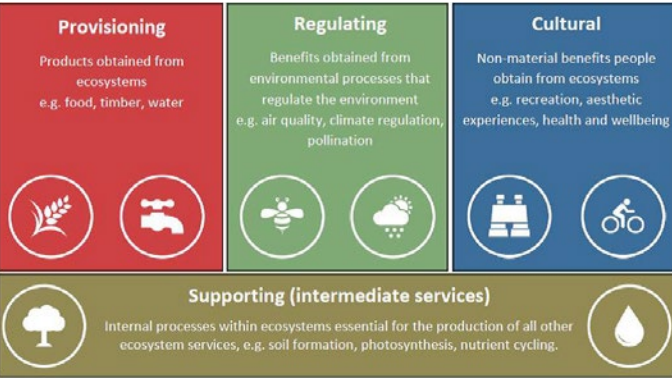 Provisioning
Products obtained from
ecosystems
e.g. food, timber, water
Regulating
Benefits obtained from
environmental processes that
regulate the environment
e.g. air quality, climate regulation,
pollination
Cultural
Non-material benefits people
obtain from ecosystems
e.g. recreation, aesthetic
experiences, health and wellbeing
Supporting (intermediate services)
Internal processes within ecosystems essential for the production of all other
ecosystem services, e.g. soil formation, photosynthesis, nutrient cycling.